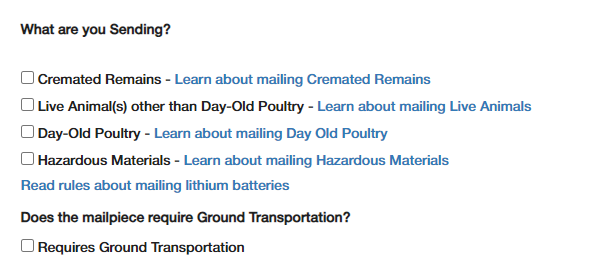 What are you Sending?
Cremated Remains - Learn about mailing Cremated Remains
Live Animal(s) other than Day-Old Poultry - Learn about mailing Live Animals
Day-Old Poultry - Learn about mailing Day Old Poultry
Hazardous Materials - Learn about mailing Hazardous Materials
Read rules about mailing lithium batteries
Does the mailpiece require Ground Transportation?
Requires Ground Transportation